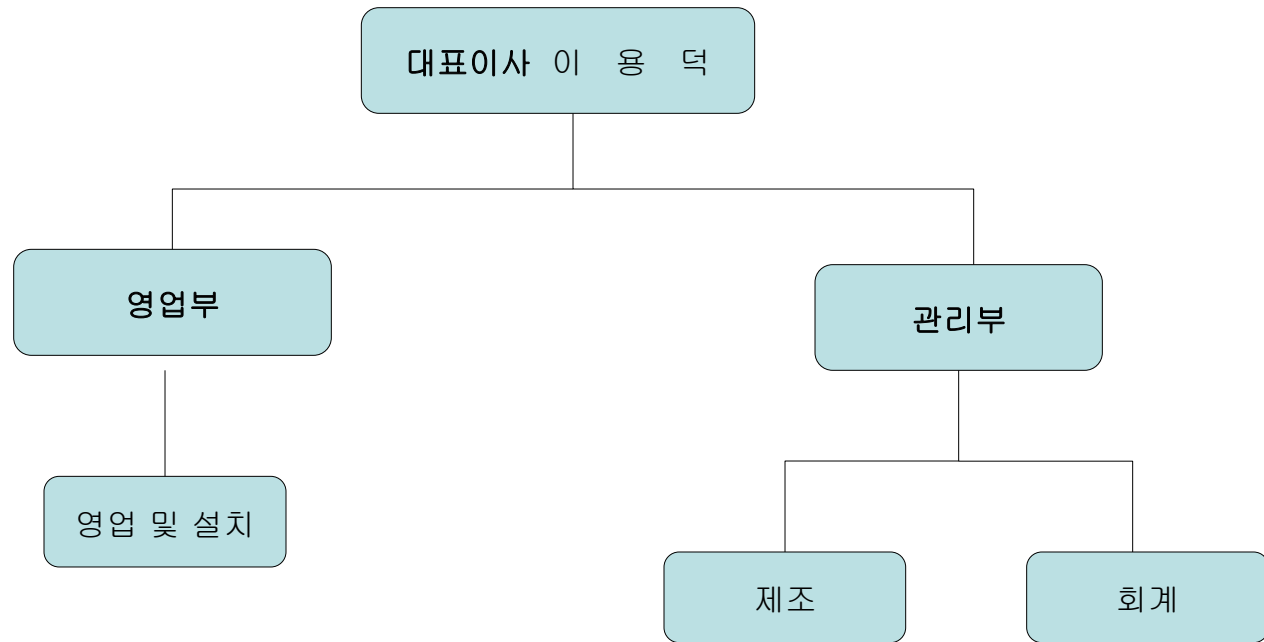 대표이사 이 용 덕
영업부
관리부
영업 및 설치
제조
회계